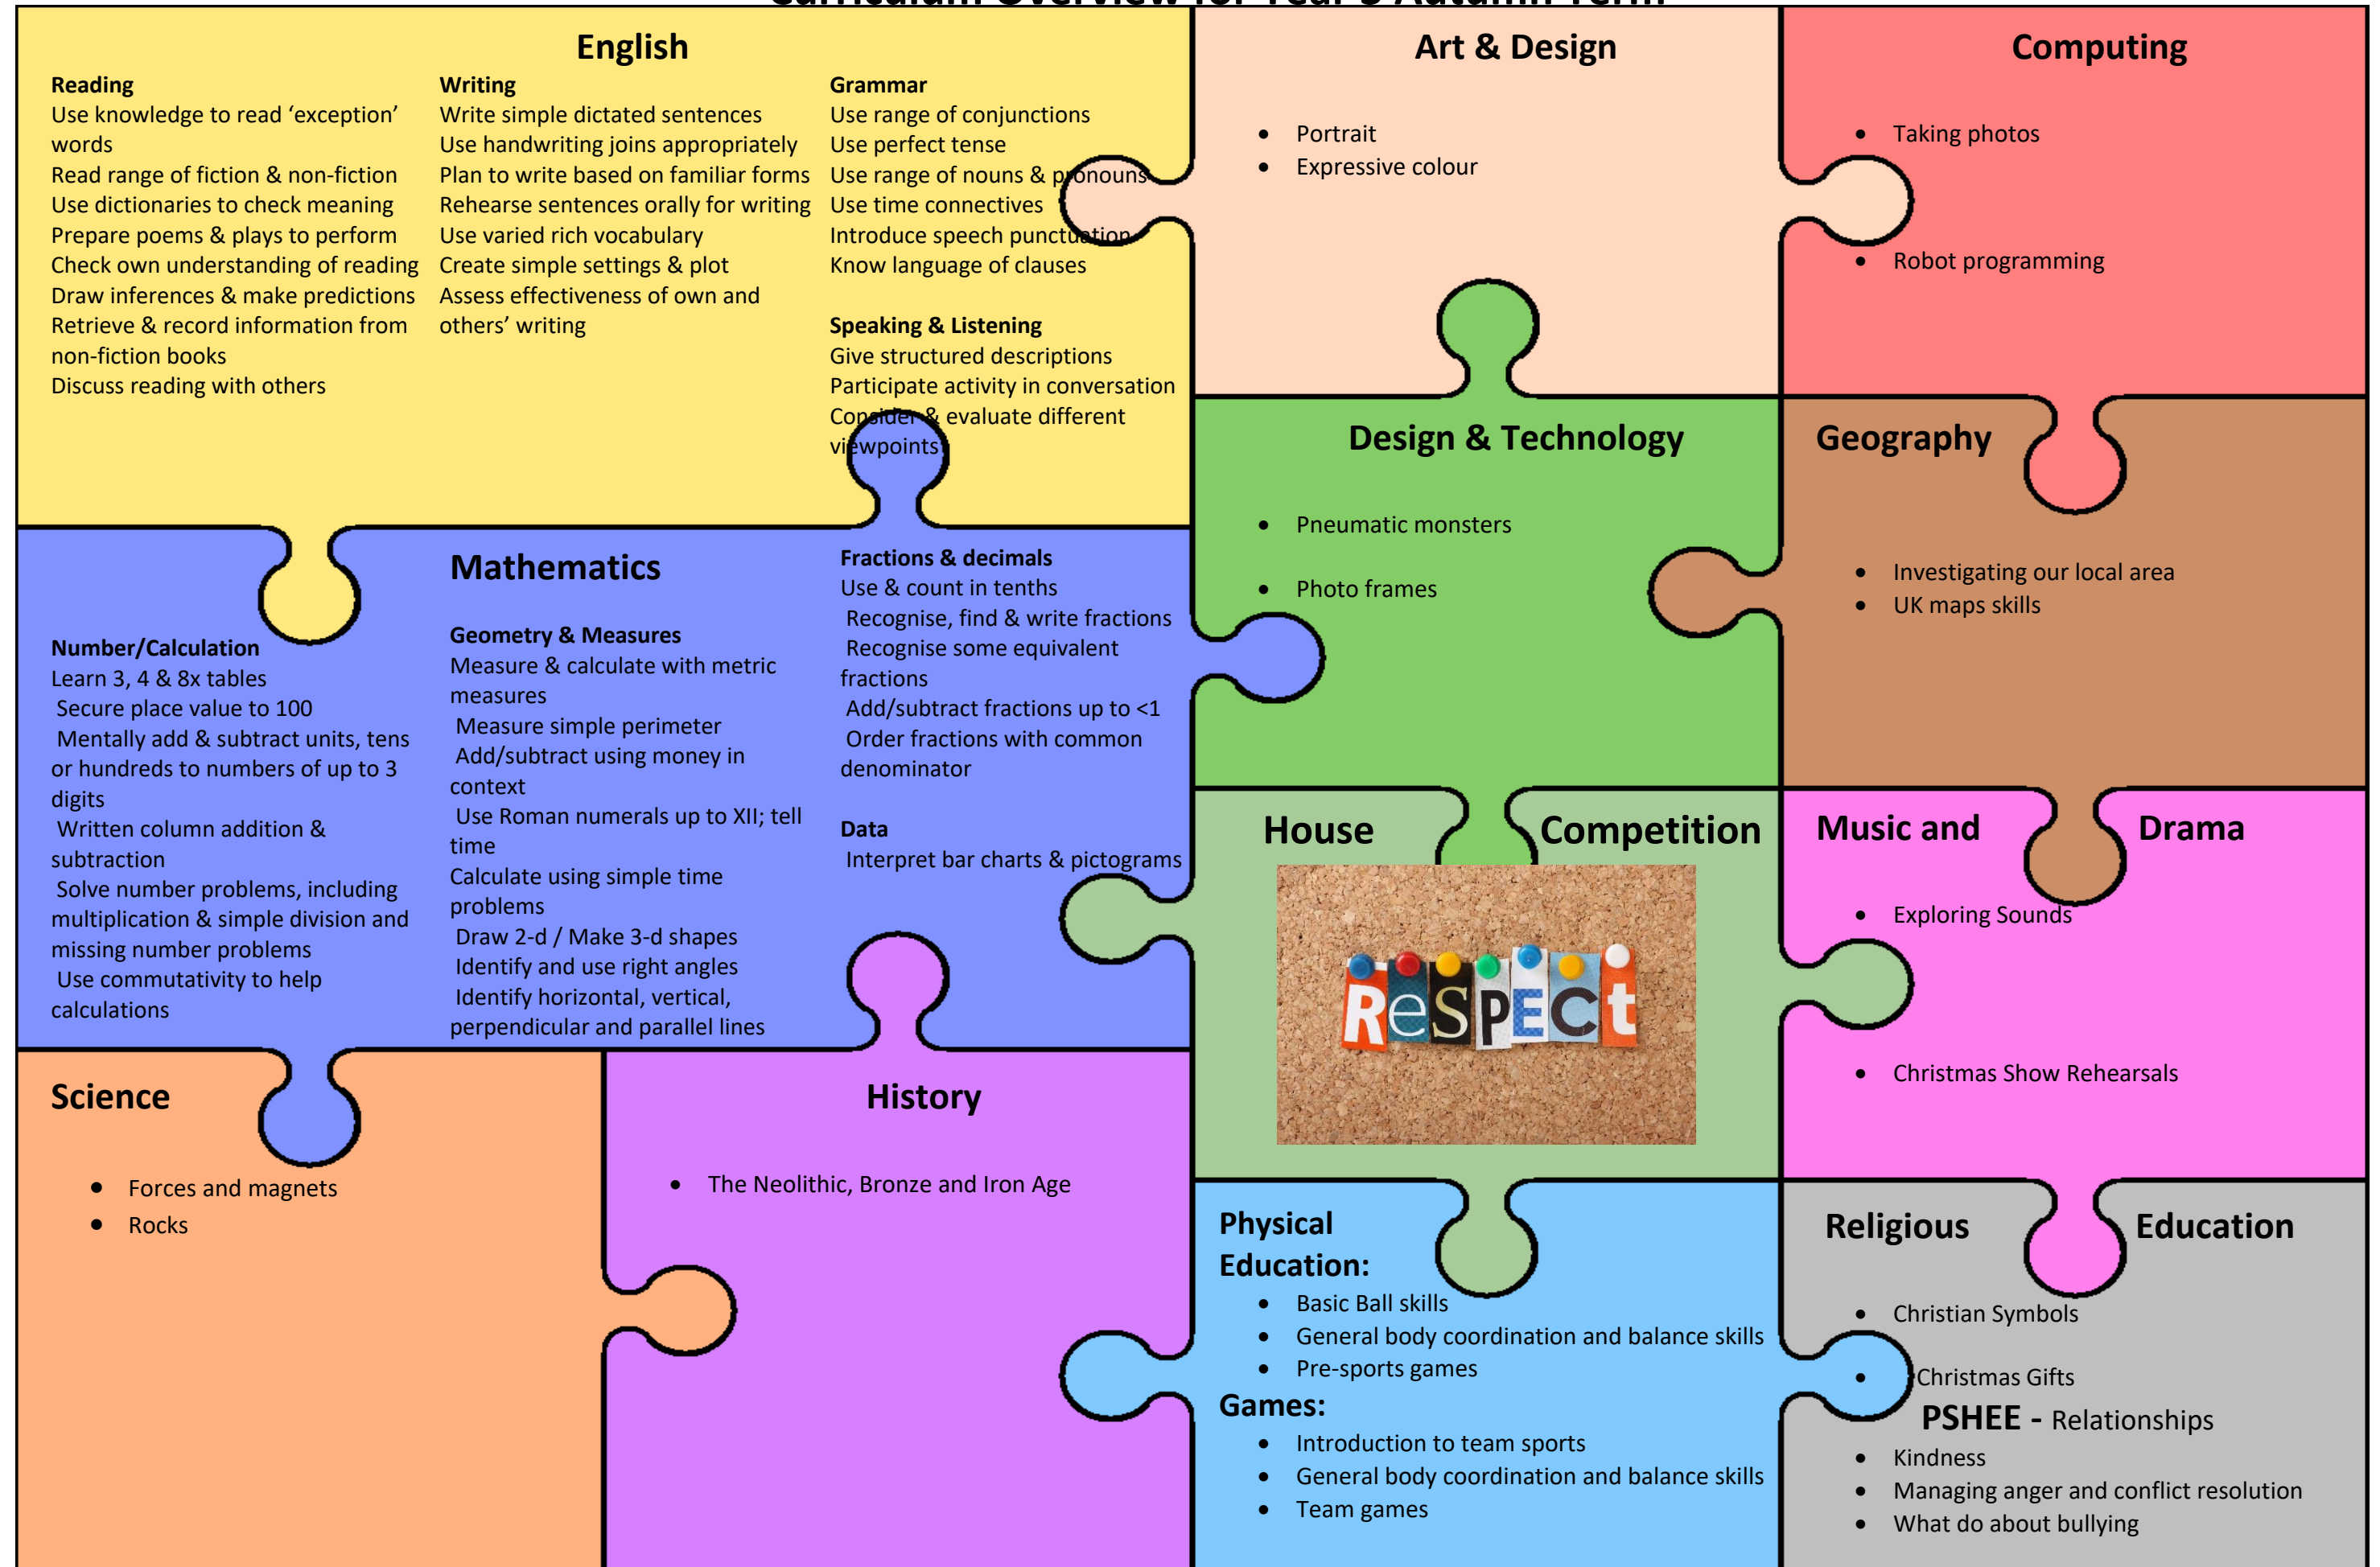 Curriculum Overview for Year 3 Autumn Term
English
Reading
Use knowledge to read ‘exception’
words
Read range of fiction & non-fiction
Use dictionaries to check meaning
Prepare poems & plays to perform
Check own understanding of reading
Draw inferences & make predictions
Retrieve & record information from
non-fiction books
Discuss reading with others
Writing
Write simple dictated sentences
Use handwriting joins appropriately
Plan to write based on familiar forms
Rehearse sentences orally for writing
Use varied rich vocabulary
Create simple settings & plot
Assess effectiveness of own and
others’ writing
Grammar
Use range of conjunctions
Use perfect tense
Use range of nouns & pronouns
Use time connectives
Introduce speech punctuation
Know language of clauses
Speaking & Listening
Give structured descriptions
Participate activity in conversation
Consider & evaluate different
viewpoints
Art & Design
• Portrait
• Expressive colour
Computing
• Taking photos
• Robot programming
Design & Technology
• Pneumatic monsters
• Photo frames
Geography
• Investigating our local area
• UK maps skills
Mathematics
Number/Calculation
Learn 3, 4 & 8x tables
Secure place value to 100
Mentally add & subtract units, tens
or hundreds to numbers of up to 3
digits
Written column addition &
subtraction
Solve number problems, including
multiplication & simple division and
missing number problems
Use commutativity to help
calculations
Geometry & Measures
Measure & calculate with metric
measures
Measure simple perimeter
Add/subtract using money in
context
Use Roman numerals up to XII; tell
time
Calculate using simple time
problems
Draw 2-d / Make 3-d shapes
Identify and use right angles
Identify horizontal, vertical,
perpendicular and parallel lines
Fractions & decimals
Use & count in tenths
Recognise, find & write fractions
Recognise some equivalent
fractions
Add/subtract fractions up to <1
Order fractions with common
denominator
Data
Interpret bar charts & pictograms
House Competition
ReSPECt
Music and Drama
• Exploring Sounds
• Christmas Show Rehearsals
Science
• Forces and magnets
• Rocks
History
• The Neolithic, Bronze and Iron Age
Physical
Education:
• Basic Ball skills
• General body coordination and balance skills
• Pre-sports games
Games:
• Introduction to team sports
• General body coordination and balance skills
• Team games
Religious Education
• Christian Symbols
• Christmas Gifts
PSHEE - Relationships
• Kindness
• Managing anger and conflict resolution
• What do about bullying